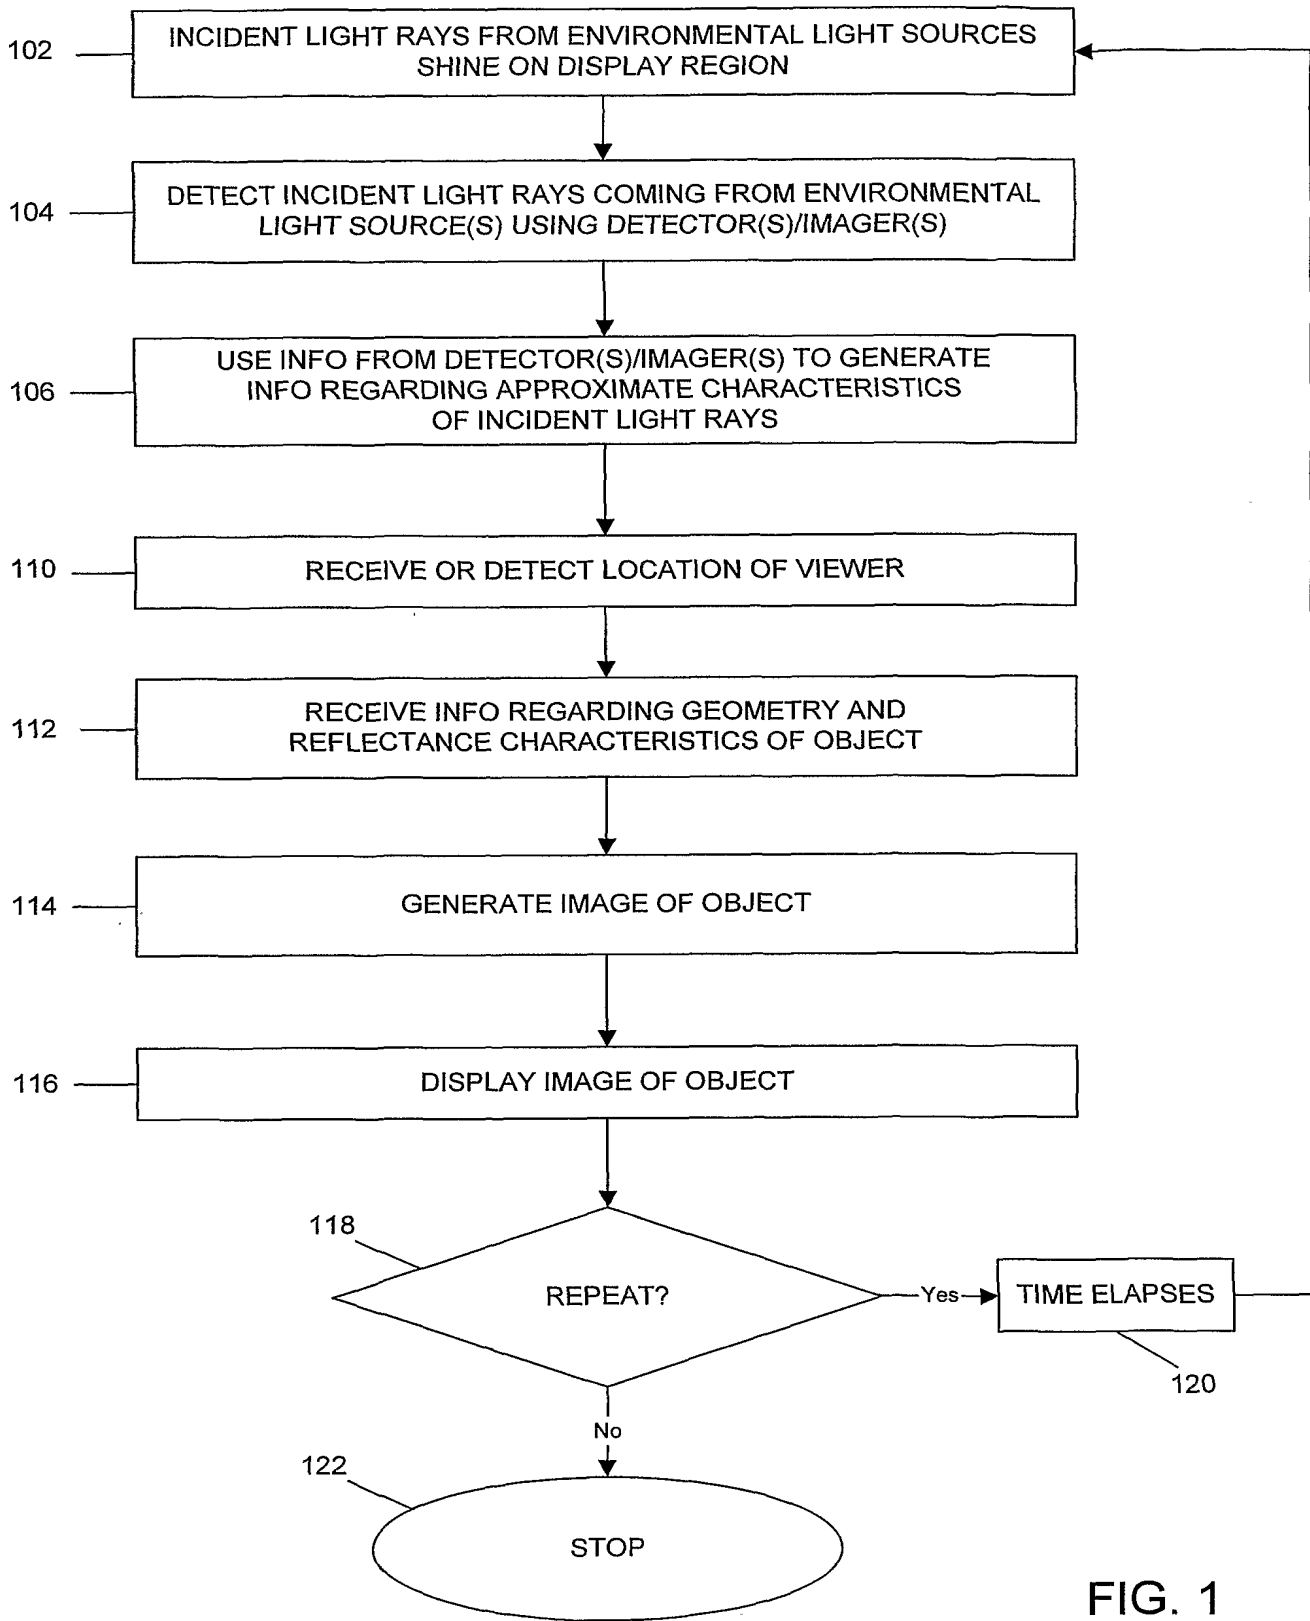 102
INCIDENT LIGHT RAYS FROM ENVIRONMENTAL LIGHT SOURCES
SHINE ON DISPLAY REGION
104
DETECT INCIDENT LIGHT RAYS COMING FROM ENVIRONMENTAL
LIGHT SOURCE(S) USING DETECTOR(S)/IMAGER(S)
106
USE INFO FROM DETECTOR(S)/IMAGER(S) TO GENERATE
INFO REGARDING APPROXIMATE CHARACTERISTICS
OF INCIDENT LIGHT RAYS
110
RECEIVE OR DETECT LOCATION OF VIEWER
112
RECEIVE INFO REGARDING GEOMETRY AND
REFLECTANCE CHARACTERISTICS OF OBJECT
114
GENERATE IMAGE OF OBJECT
116
DISPLAY IMAGE OF OBJECT
118
REPEAT?
Yes
TIME ELAPSES
120
No
122
STOP
FIG. 1